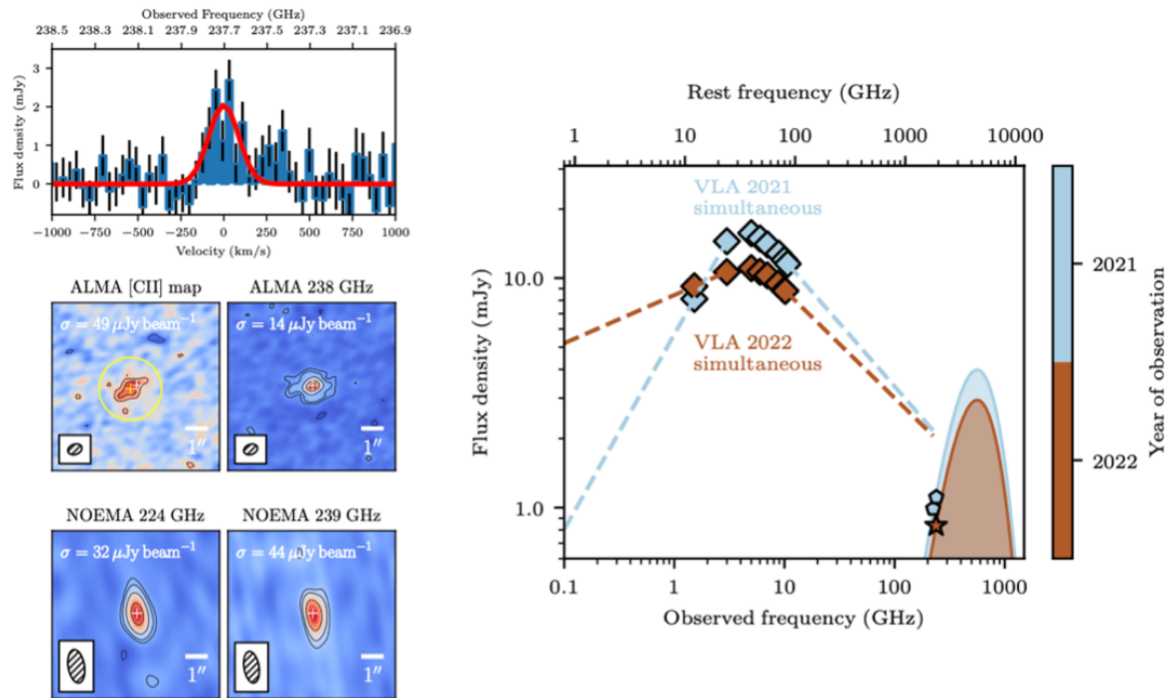 Observed Frequency (GHz)
238.5 238.3 238.1 237.9 237.7 237.5 237.3 237.1 236.9
3
2
1
0
Flux density (mJy)
−1000 −750 −500 −250 0 250 500 750 1000
Velocity (km/s)
ALMA [CII] map
σ = 49 μJy beam⁻¹
1″
ALMA 238 GHz
σ = 14 μJy beam⁻¹
1″
NOEMA 224 GHz
σ = 32 μJy beam⁻¹
1″
NOEMA 239 GHz
σ = 44 μJy beam⁻¹
1″
Rest frequency (GHz)
1 10 100 1000 10000
VLA 2021
simultaneous
10.0
VLA 2022
simultaneous
1.0
Flux density (mJy)
0.1 1 10 100 1000
Observed frequency (GHz)
2021
2022
Year of observation